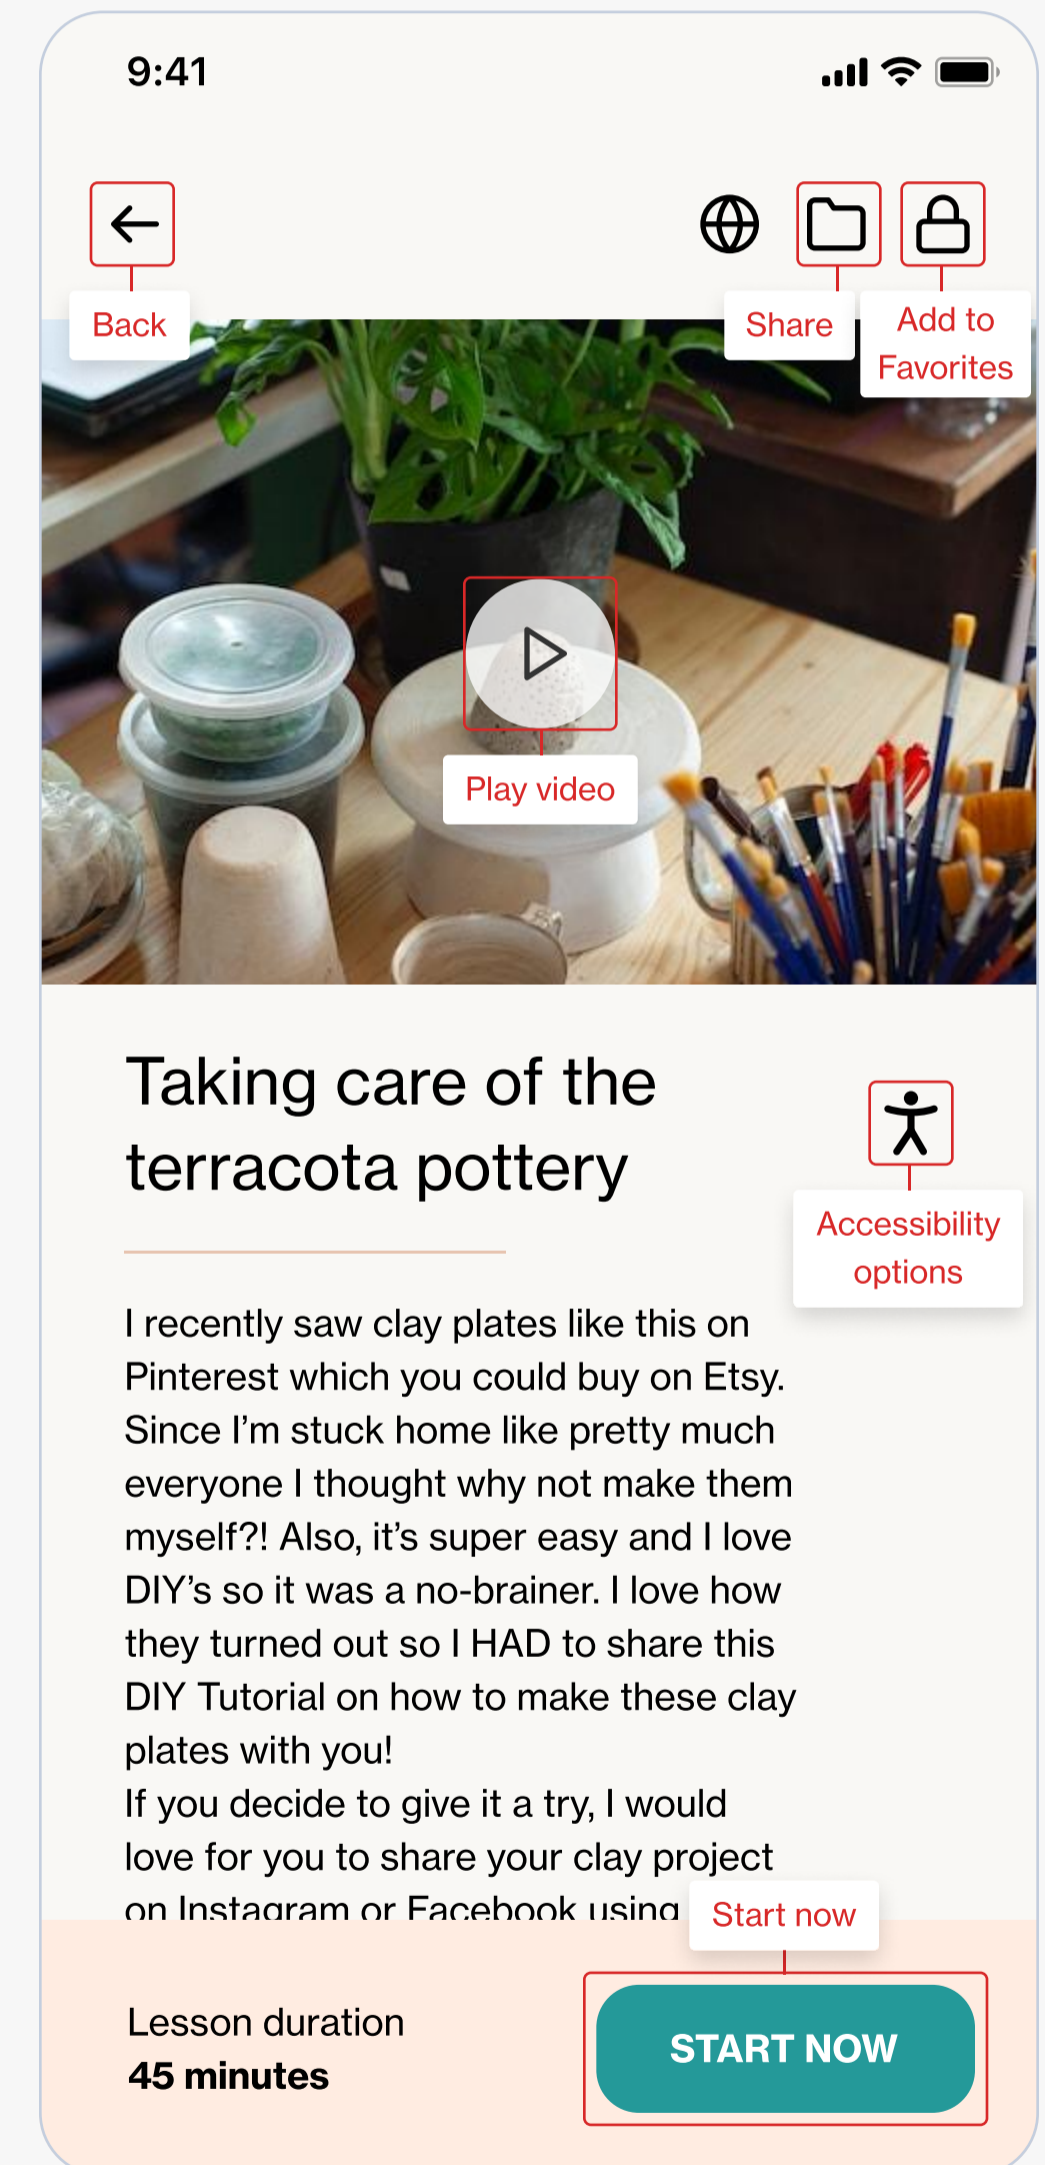 9:41
Back
Share
Add to
Favorites
Play video
Taking care of the
terracota pottery
Accessibility
options
I recently saw clay plates like this on
Pinterest which you could buy on Etsy.
Since I’m stuck home like pretty much
everyone I thought why not make them
myself?! Also, it’s super easy and I love
DIY’s so it was a no-brainer. I love how
they turned out so I HAD to share this
DIY Tutorial on how to make these clay
plates with you!
If you decide to give it a try, I would
love for you to share your clay project
on Instagram or Facebook using
Start now
Lesson duration
45 minutes
START NOW